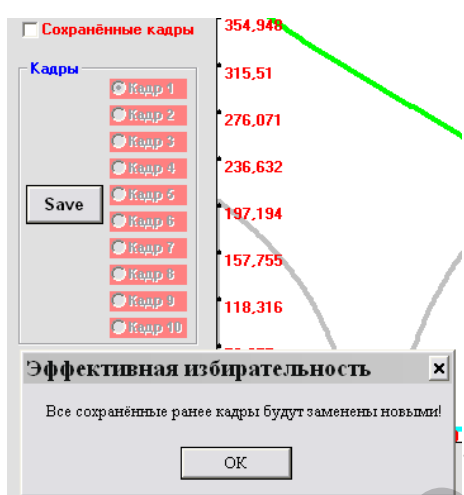 Сохранённые кадры
Кадры
Кадр 1
Кадр 2
Кадр 3
Кадр 4
Кадр 5
Кадр 6
Кадр 7
Кадр 8
Кадр 9
Кадр 10
Save
354,948
315,51
276,071
236,632
197,194
157,755
118,316
Эффективная избирательность
Все сохранённые ранее кадры будут заменены новыми!
OK